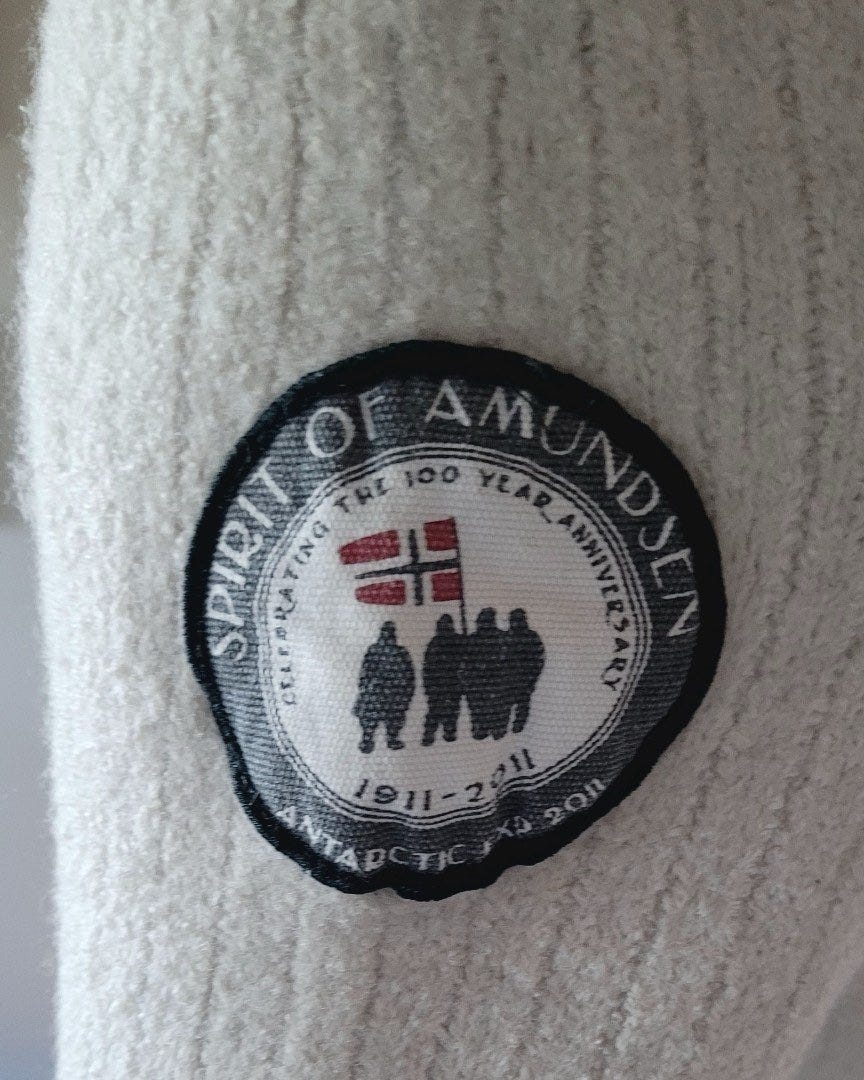 SPIRIT OF AMUNDSEN
CELEBRATING THE 100 YEAR ANNIVERSARY
1911-2011
ANTARCTIC EXP 2011